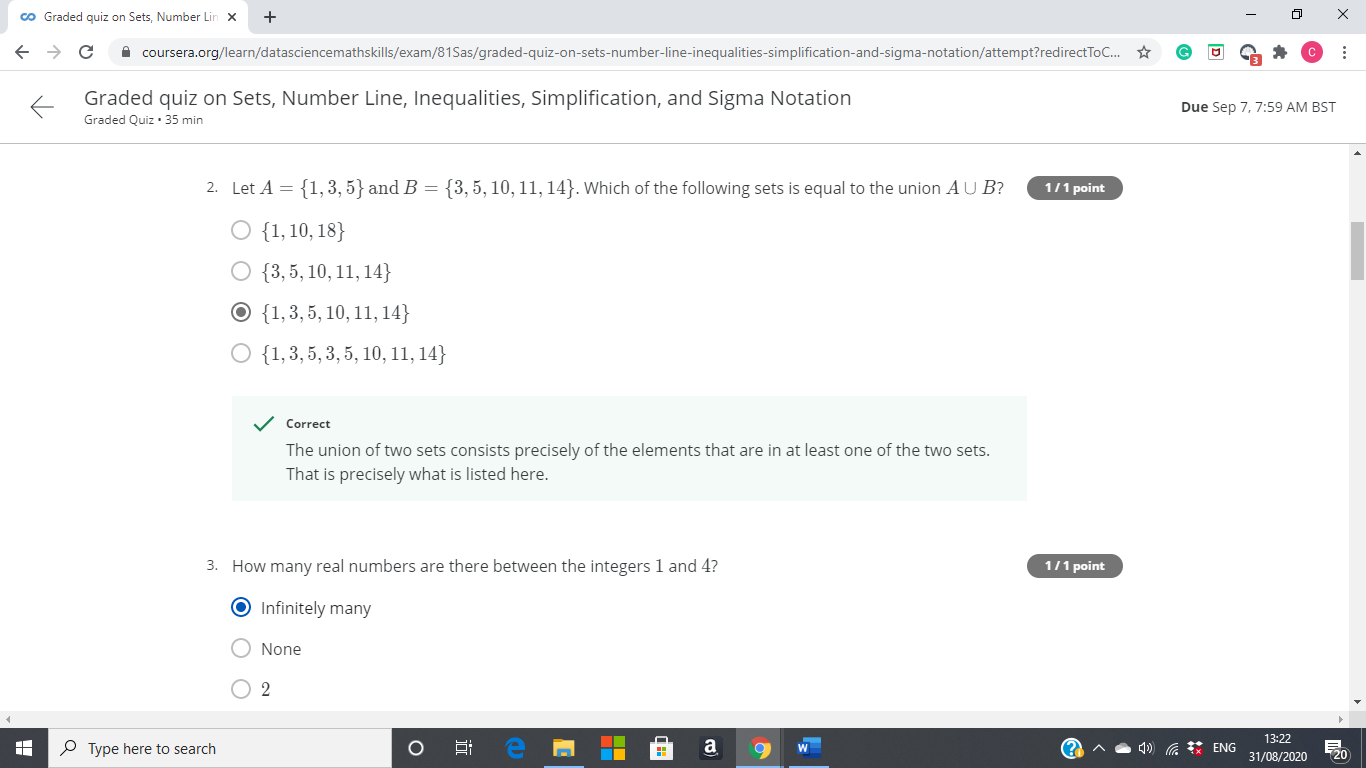 Graded quiz on Sets, Number Lin
coursera.org/learn/datasciencemathskills/exam/81Sas/graded-quiz-on-sets-number-line-inequalities-simplification-and-sigma-notation/attempt?redirectToC...
3
C
Graded quiz on Sets, Number Line, Inequalities, Simplification, and Sigma Notation
Graded Quiz • 35 min
Due Sep 7, 7:59 AM BST
2. Let A = {1, 3, 5} and B = {3, 5, 10, 11, 14}. Which of the following sets is equal to the union A ∪ B?
1 / 1 point
{1, 10, 18}
{3, 5, 10, 11, 14}
{1, 3, 5, 10, 11, 14}
{1, 3, 5, 3, 5, 10, 11, 14}
Correct
The union of two sets consists precisely of the elements that are in at least one of the two sets.
That is precisely what is listed here.
3. How many real numbers are there between the integers 1 and 4?
1 / 1 point
Infinitely many
None
2
Type here to search
ENG
13:22
31/08/2020
20